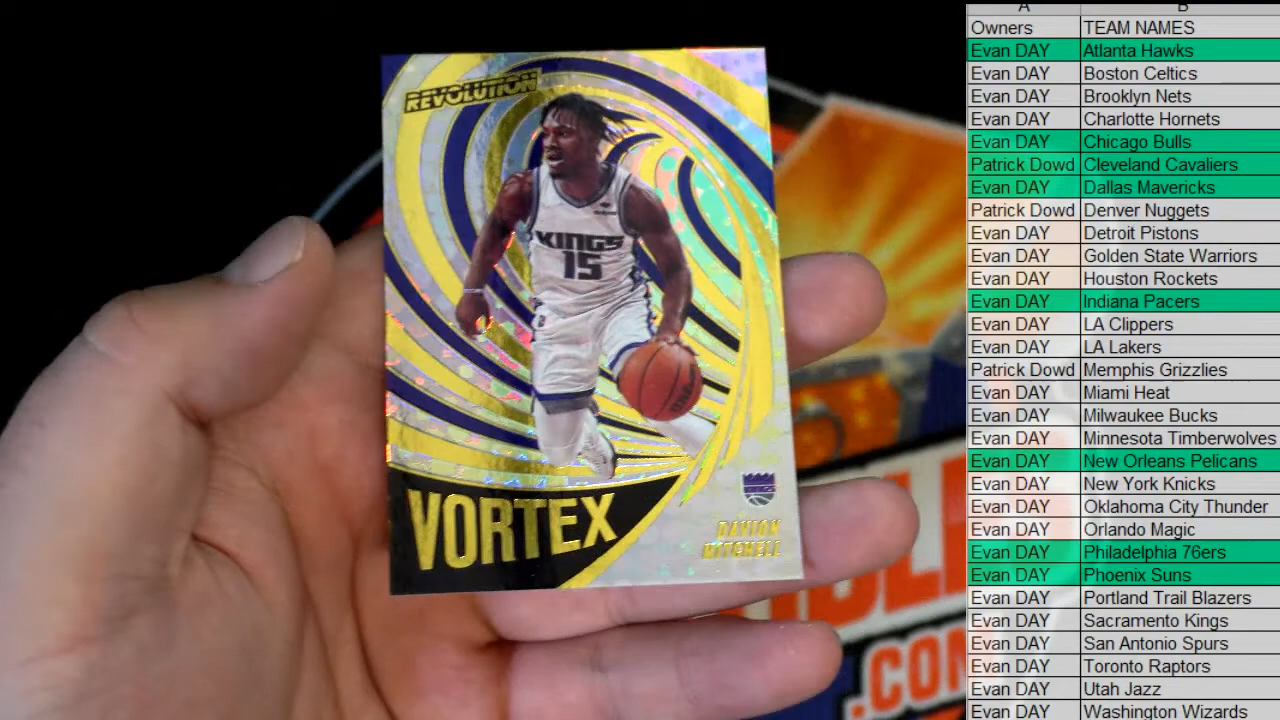 A B
Owners TEAM NAMES
Evan DAY Atlanta Hawks
Evan DAY Boston Celtics
Evan DAY Brooklyn Nets
Evan DAY Charlotte Hornets
Evan DAY Chicago Bulls
Patrick Dowd Cleveland Cavaliers
Evan DAY Dallas Mavericks
Patrick Dowd Denver Nuggets
Evan DAY Detroit Pistons
Evan DAY Golden State Warriors
Evan DAY Houston Rockets
Evan DAY Indiana Pacers
Evan DAY LA Clippers
Evan DAY LA Lakers
Patrick Dowd Memphis Grizzlies
Evan DAY Miami Heat
Evan DAY Milwaukee Bucks
Evan DAY Minnesota Timberwolves
Evan DAY New Orleans Pelicans
Evan DAY New York Knicks
Evan DAY Oklahoma City Thunder
Evan DAY Orlando Magic
Evan DAY Philadelphia 76ers
Evan DAY Phoenix Suns
Evan DAY Portland Trail Blazers
Evan DAY Sacramento Kings
Evan DAY San Antonio Spurs
Evan DAY Toronto Raptors
Evan DAY Utah Jazz
Evan DAY Washington Wizards
REVOLUTION
KINGS
15
VORTEX
DAVION
MITCHELL
.COM